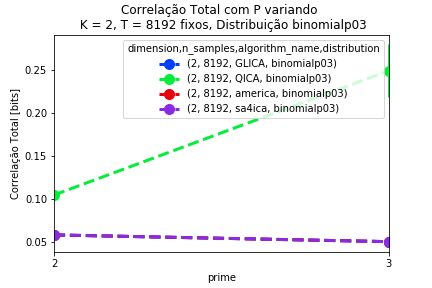 Correlação Total com P variando
K = 2, T = 8192 fixos, Distribuição binomialp03
dimension,n_samples,algorithm_name,distribution
(2, 8192, GLICA, binomialp03)
(2, 8192, QICA, binomialp03)
(2, 8192, america, binomialp03)
(2, 8192, sa4ica, binomialp03)
Correlação Total [bits]
0.25
0.20
0.15
0.10
0.05
2
3
prime